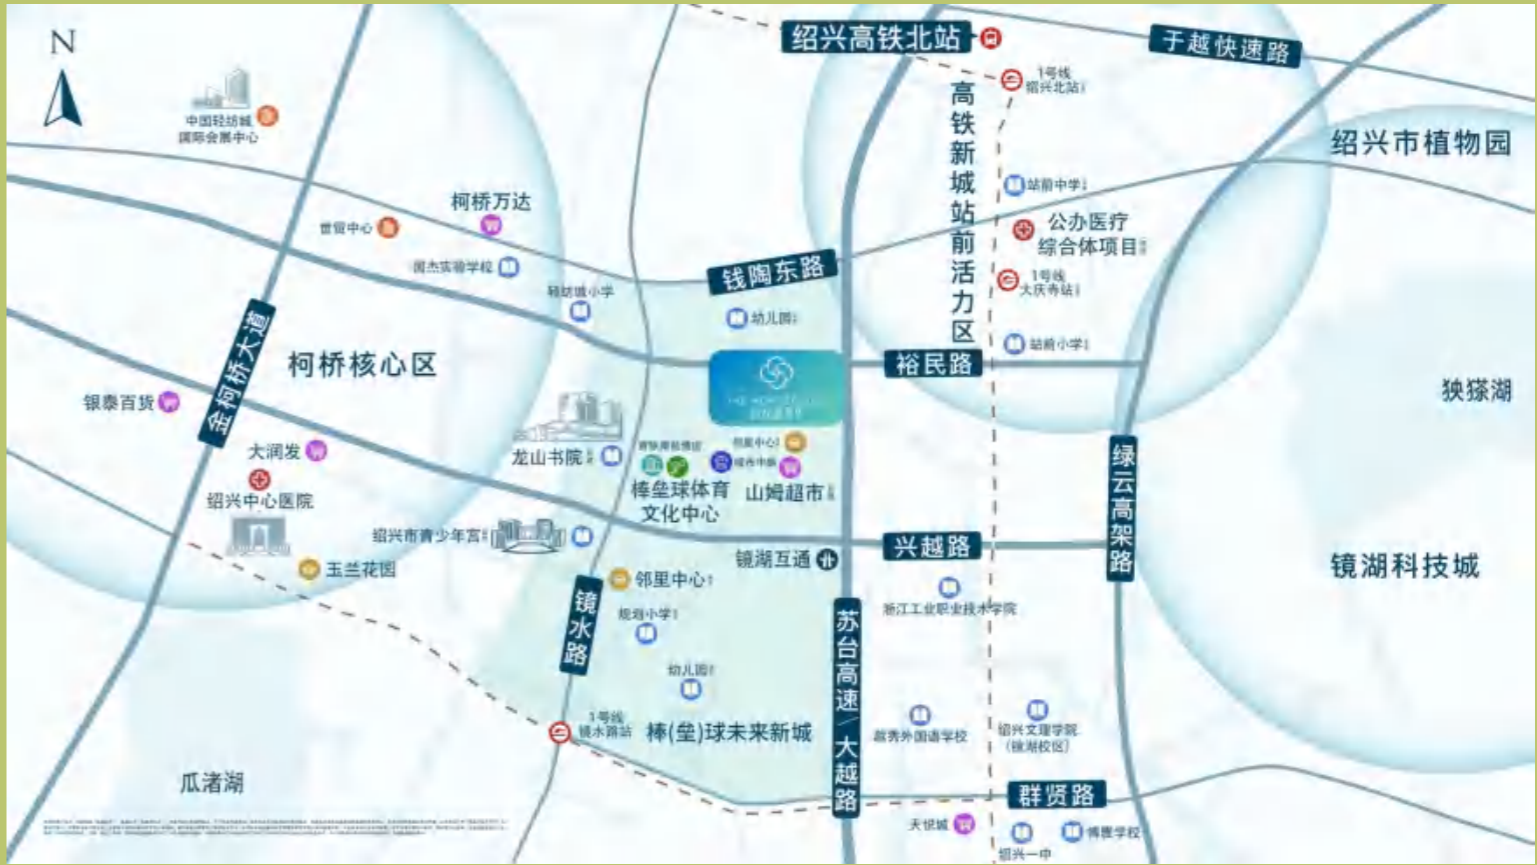 N
绍兴高铁北站
于越快速路
1号线
绍兴北站
中国轻纺城
国际会展中心
高铁新城站前活力区
绍兴市植物园
站前中学
柯桥万达
世贸中心
公办医疗
综合体项目
国杰实验学校
钱陶东路
1号线
大庆寺站
轻纺城小学
幼儿园
站前小学
金柯桥大道
柯桥核心区
裕民路
狭㺐湖
银泰百货
大润发
龙山书院
邻里中心
城市中庭
绍兴中心医院
棒垒球体育
文化中心
山姆超市
绿云高架路
绍兴市青少年宫
兴越路
镜湖互通
玉兰花园
镜湖科技城
邻里中心
镜水路
规划小学
浙江工业职业技术学院
苏台高速/大越路
幼儿园
1号线
镜水路站
棒(垒)球未来新城
越秀外国语学校
绍兴文理学院
(镜湖校区)
瓜渚湖
群贤路
天悦城
绍兴一中
博雅学校